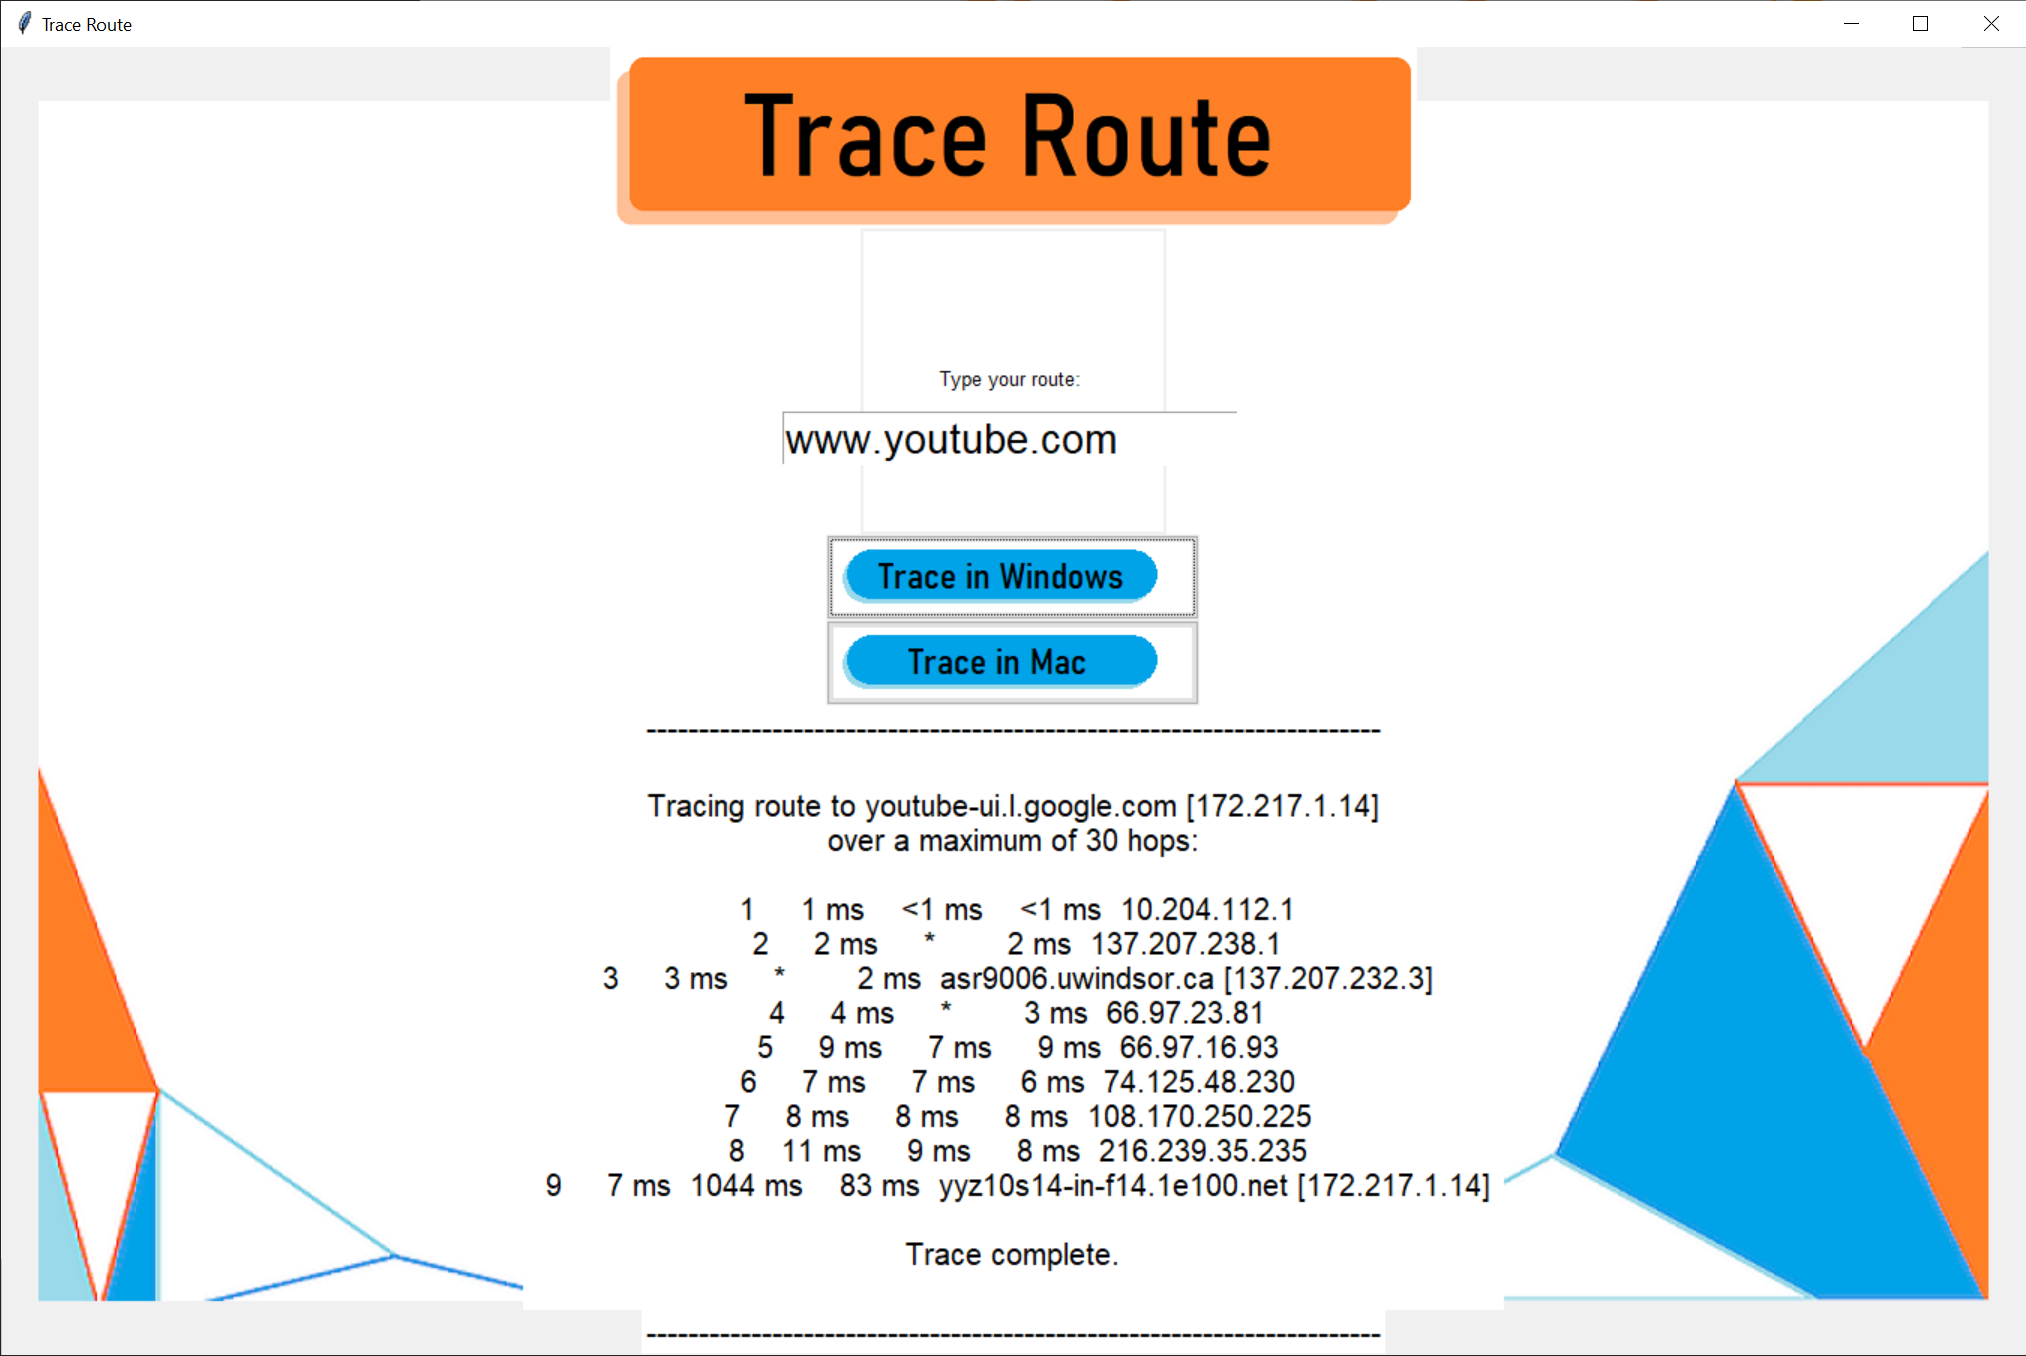 Trace Route
Trace Route
Type your route:
www.youtube.com
Trace in Windows
Trace in Mac
----------------------------------------------------------------------
Tracing route to youtube-ui.l.google.com [172.217.1.14]
over a maximum of 30 hops:
1 1 ms <1 ms <1 ms 10.204.112.1
2 2 ms * 2 ms 137.207.238.1
3 3 ms * 2 ms asr9006.uwindsor.ca [137.207.232.3]
4 4 ms * 3 ms 66.97.23.81
5 9 ms 7 ms 9 ms 66.97.16.93
6 7 ms 7 ms 6 ms 74.125.48.230
7 8 ms 8 ms 8 ms 108.170.250.225
8 11 ms 9 ms 8 ms 216.239.35.235
9 7 ms 1044 ms 83 ms yyz10s14-in-f14.1e100.net [172.217.1.14]
Trace complete.
----------------------------------------------------------------------